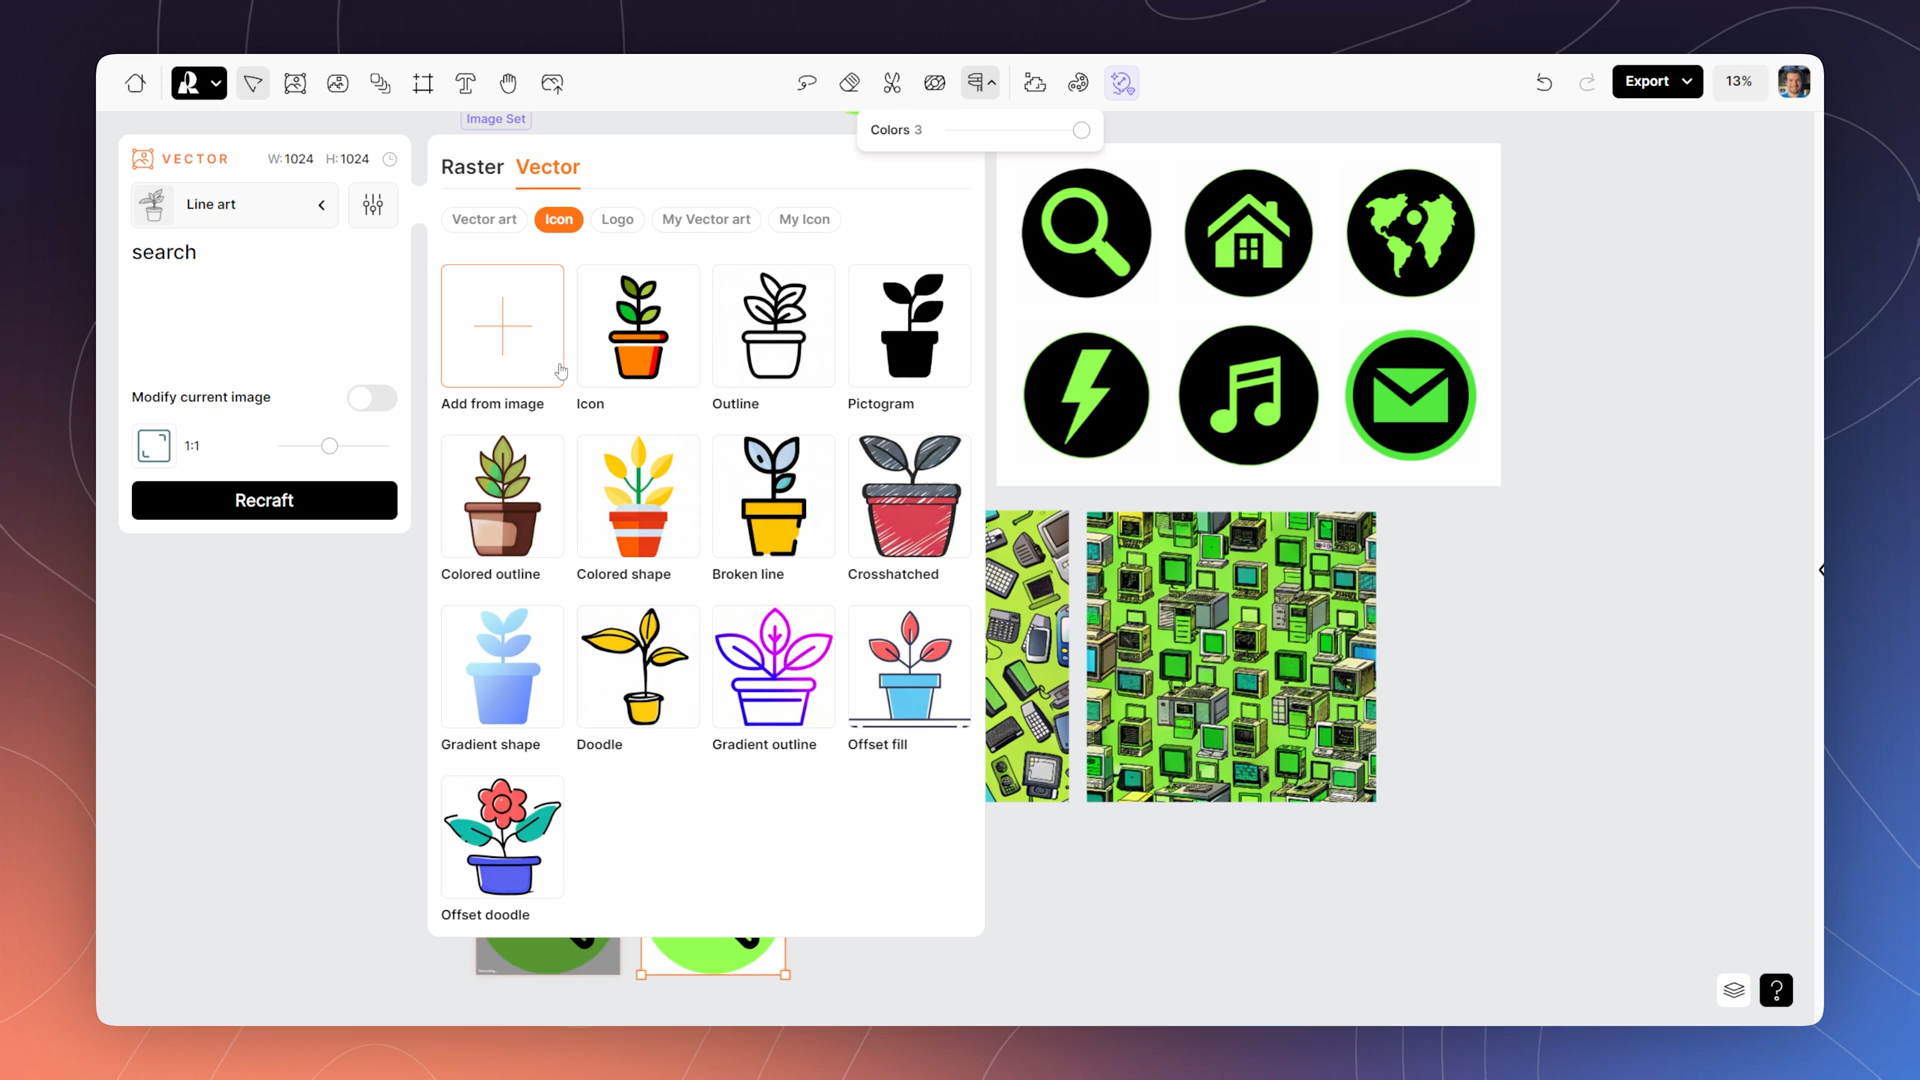 Export
13%
Image Set
Colors 3
VECTOR W:1024 H:1024
Line art
search
Modify current image
1:1
Recraft
Raster Vector
Vector art Icon Logo My Vector art My Icon
Add from image Icon Outline Pictogram
Colored outline Colored shape Broken line Crosshatched
Gradient shape Doodle Gradient outline Offset fill
Offset doodle
?